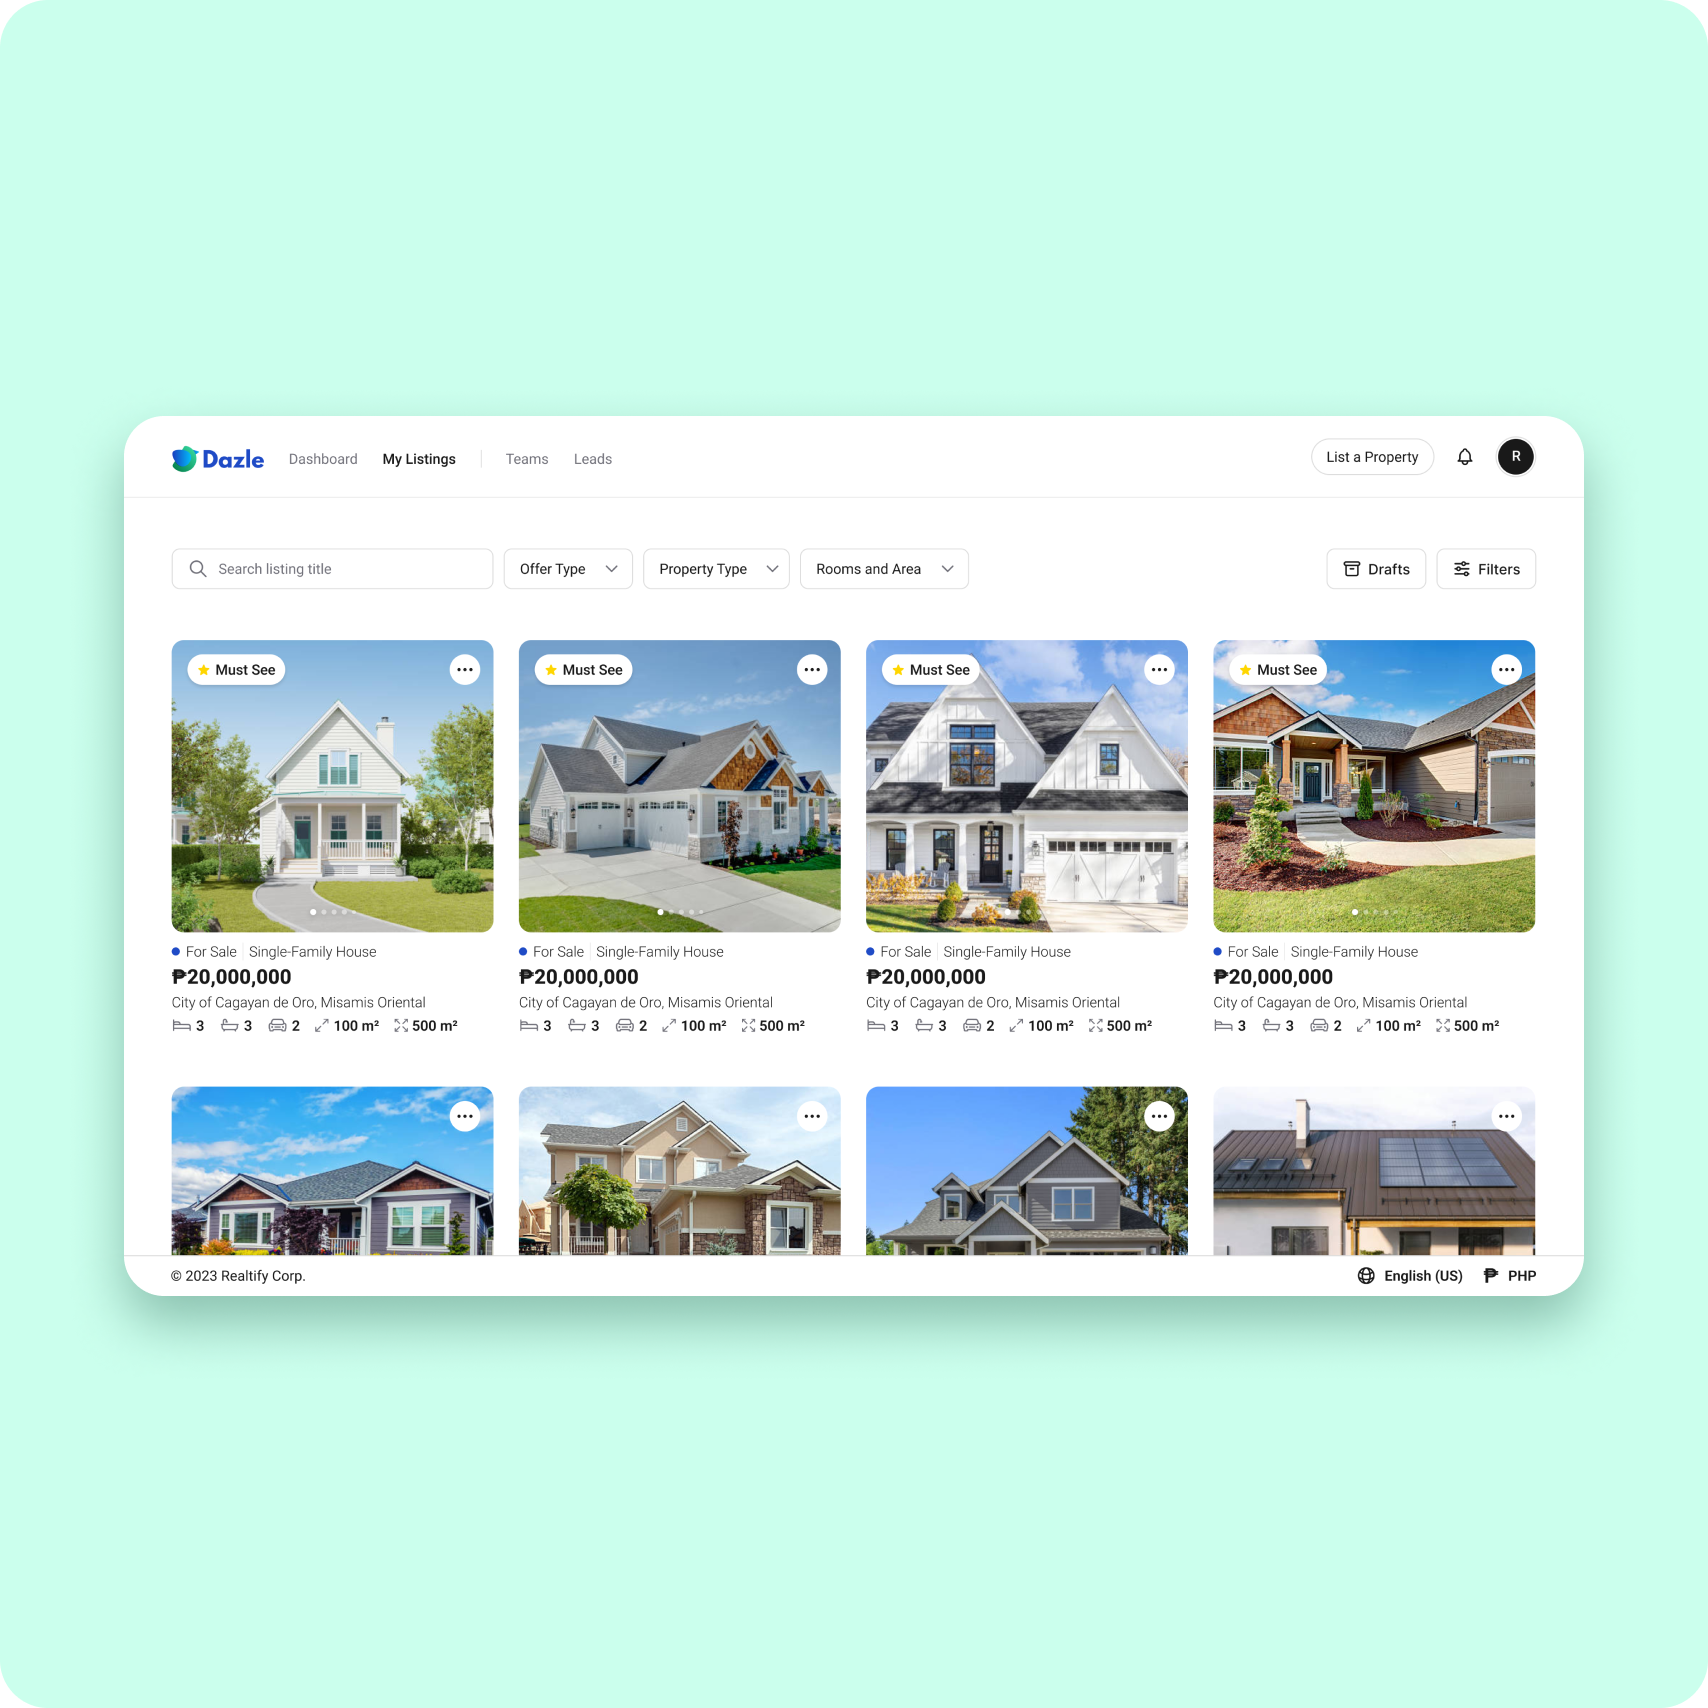 Dazle Dashboard My Listings Teams Leads List a Property R
Search listing title Offer Type Property Type Rooms and Area Drafts Filters
Must See Must See Must See Must See
For Sale Single-Family House For Sale Single-Family House For Sale Single-Family House For Sale Single-Family House
₱20,000,000 ₱20,000,000 ₱20,000,000 ₱20,000,000
City of Cagayan de Oro, Misamis Oriental City of Cagayan de Oro, Misamis Oriental City of Cagayan de Oro, Misamis Oriental City of Cagayan de Oro, Misamis Oriental
3 3 2 100 m² 500 m² 3 3 2 100 m² 500 m² 3 3 2 100 m² 500 m² 3 3 2 100 m² 500 m²
© 2023 Realtify Corp. English (US) ₱ PHP